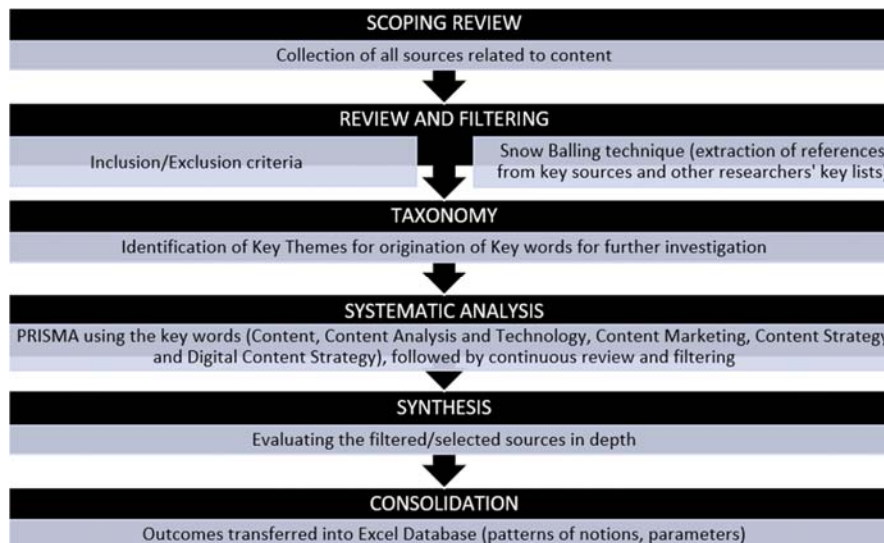 SCOPING REVIEW
Collection of all sources related to content
REVIEW AND FILTERING
Inclusion/Exclusion criteria
Snow Balling technique (extraction of references
from key sources and other researchers' key lists)
TAXONOMY
Identification of Key Themes for origination of Key words for further investigation
SYSTEMATIC ANALYSIS
PRISMA using the key words (Content, Content Analysis and Technology, Content Marketing, Content Strategy
and Digital Content Strategy), followed by continuous review and filtering
SYNTHESIS
Evaluating the filtered/selected sources in depth
CONSOLIDATION
Outcomes transferred into Excel Database (patterns of notions, parameters)